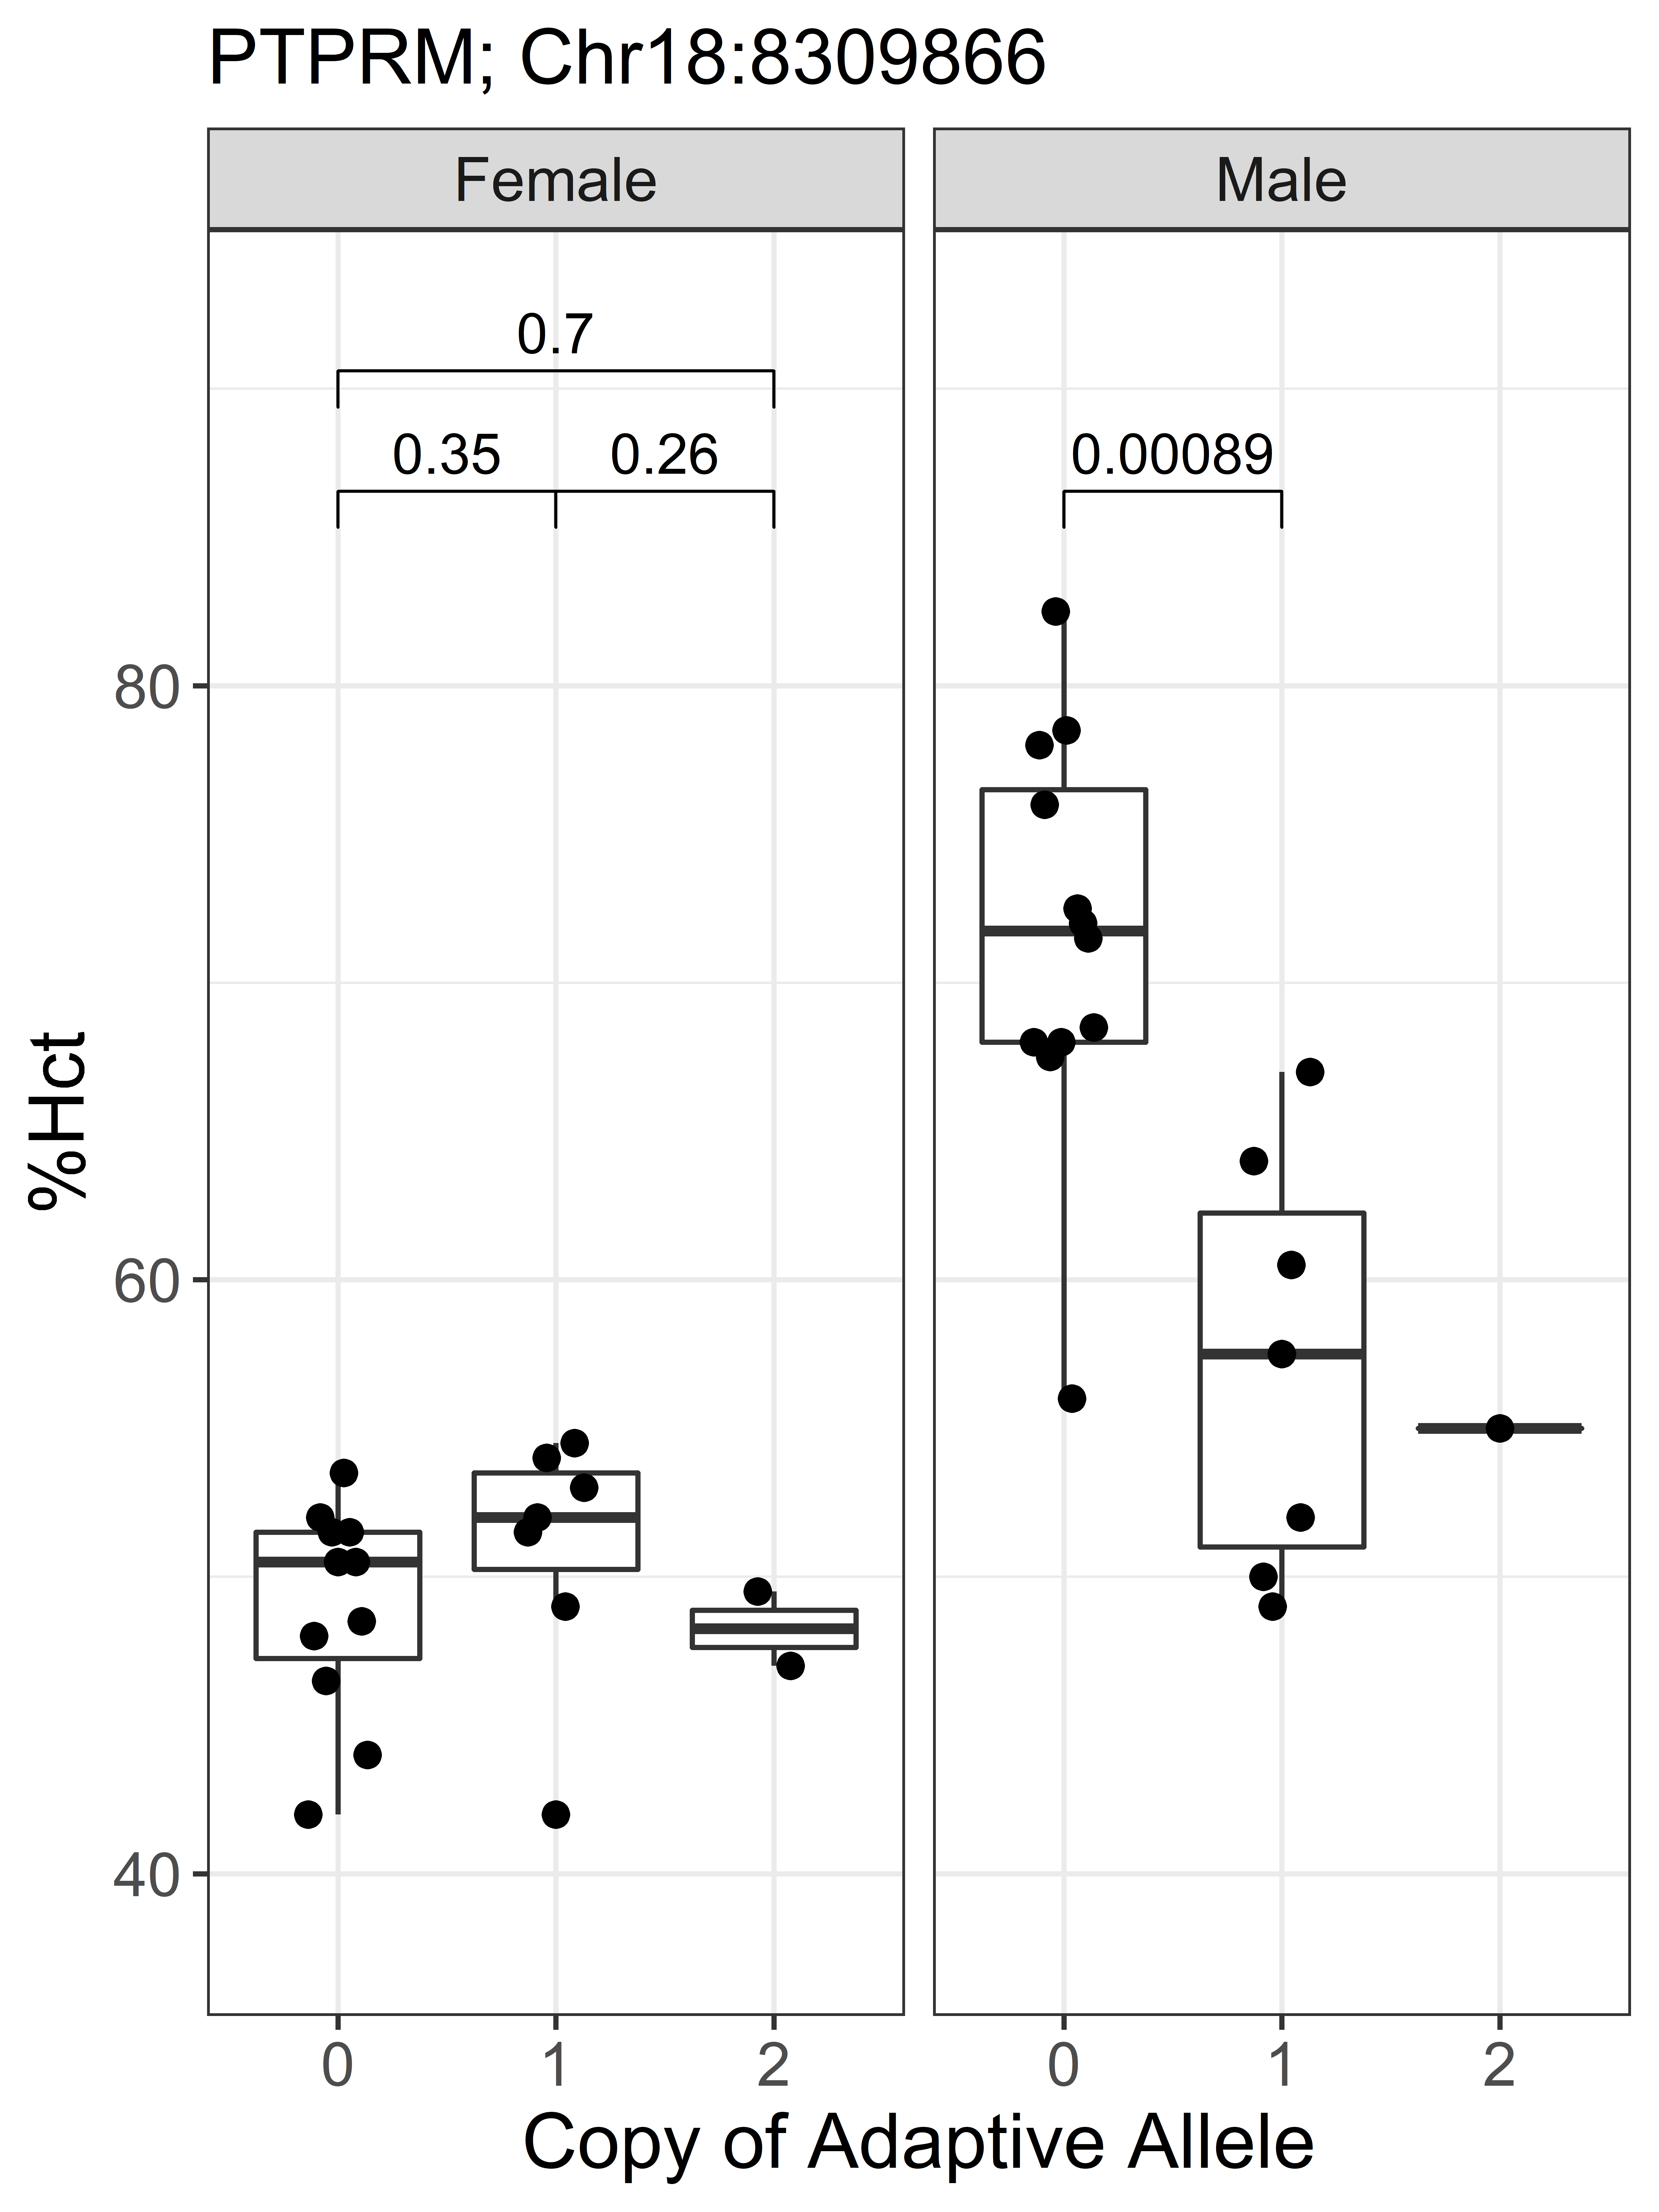 PTPRM; Chr18:8309866
Female
Male
0.7
0.35
0.26
0.00089
%Hct
80
60
40
0
1
2
0
1
2
Copy of Adaptive Allele